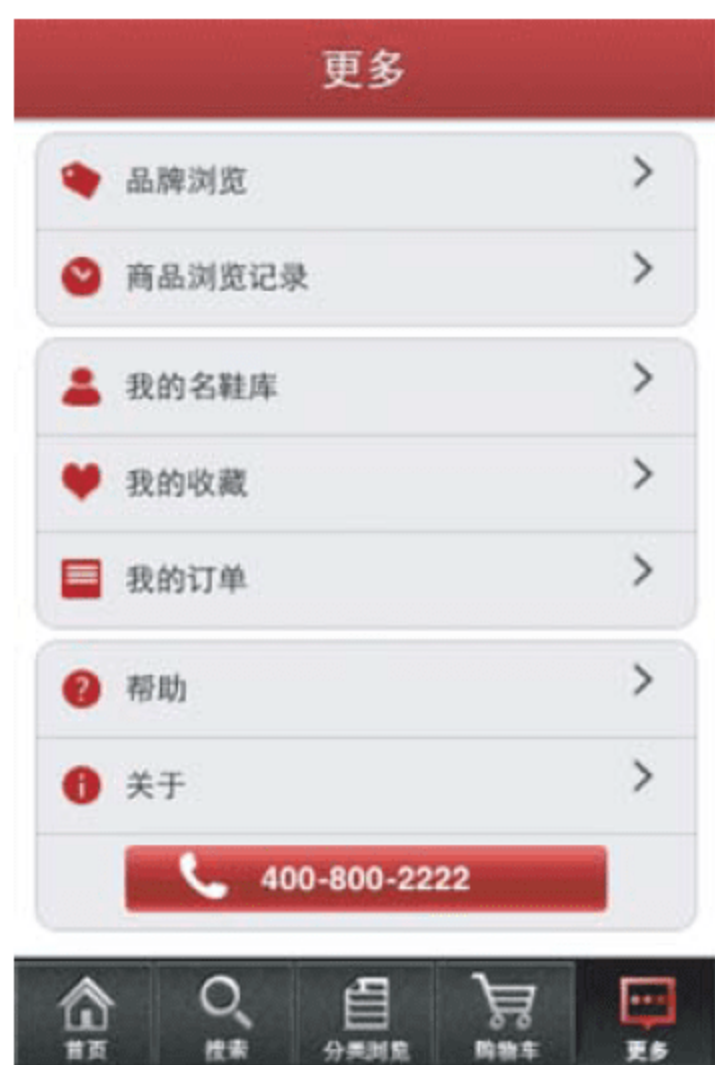 更多
品牌浏览
商品浏览记录
我的名鞋库
我的收藏
我的订单
帮助
关于
400-800-2222
首页 搜索 分类浏览 购物车 更多